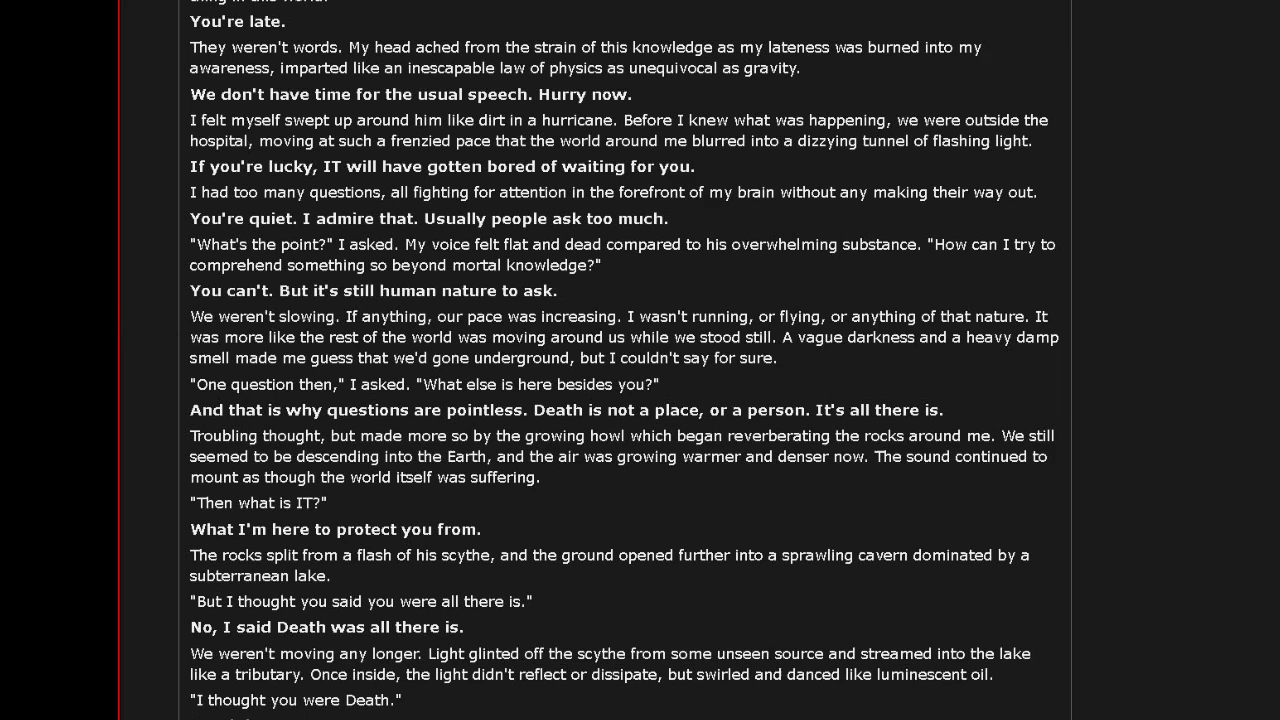 You're late.
They weren't words. My head ached from the strain of this knowledge as my lateness was burned into my
awareness, imparted like an inescapable law of physics as unequivocal as gravity.
We don't have time for the usual speech. Hurry now.
I felt myself swept up around him like dirt in a hurricane. Before I knew what was happening, we were outside the
hospital, moving at such a frenzied pace that the world around me blurred into a dizzying tunnel of flashing light.
If you're lucky, IT will have gotten bored of waiting for you.
I had too many questions, all fighting for attention in the forefront of my brain without any making their way out.
You're quiet. I admire that. Usually people ask too much.
"What's the point?" I asked. My voice felt flat and dead compared to his overwhelming substance. "How can I try to
comprehend something so beyond mortal knowledge?"
You can't. But it's still human nature to ask.
We weren't slowing. If anything, our pace was increasing. I wasn't running, or flying, or anything of that nature. It
was more like the rest of the world was moving around us while we stood still. A vague darkness and a heavy damp
smell made me guess that we'd gone underground, but I couldn't say for sure.
"One question then," I asked. "What else is here besides you?"
And that is why questions are pointless. Death is not a place, or a person. It's all there is.
Troubling thought, but made more so by the growing howl which began reverberating the rocks around me. We still
seemed to be descending into the Earth, and the air was growing warmer and denser now. The sound continued to
mount as though the world itself was suffering.
"Then what is IT?"
What I'm here to protect you from.
The rocks split from a flash of his scythe, and the ground opened further into a sprawling cavern dominated by a
subterranean lake.
"But I thought you said you were all there is."
No, I said Death was all there is.
We weren't moving any longer. Light glinted off the scythe from some unseen source and streamed into the lake
like a tributary. Once inside, the light didn't reflect or dissipate, but swirled and danced like luminescent oil.
"I thought you were Death."